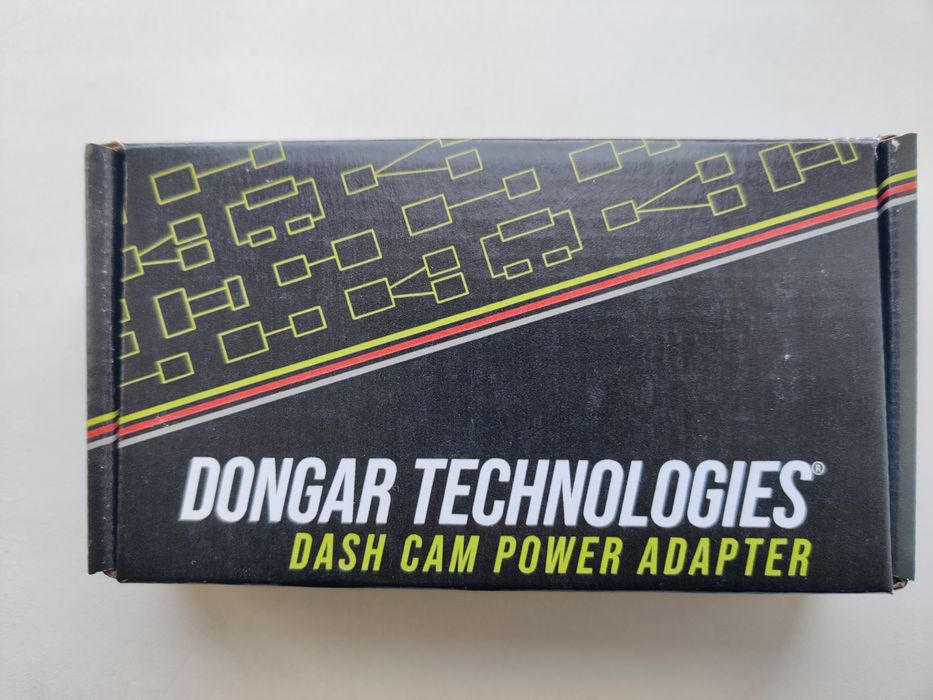 DONGAR TECHNOLOGIES®
DASH CAM POWER ADAPTER